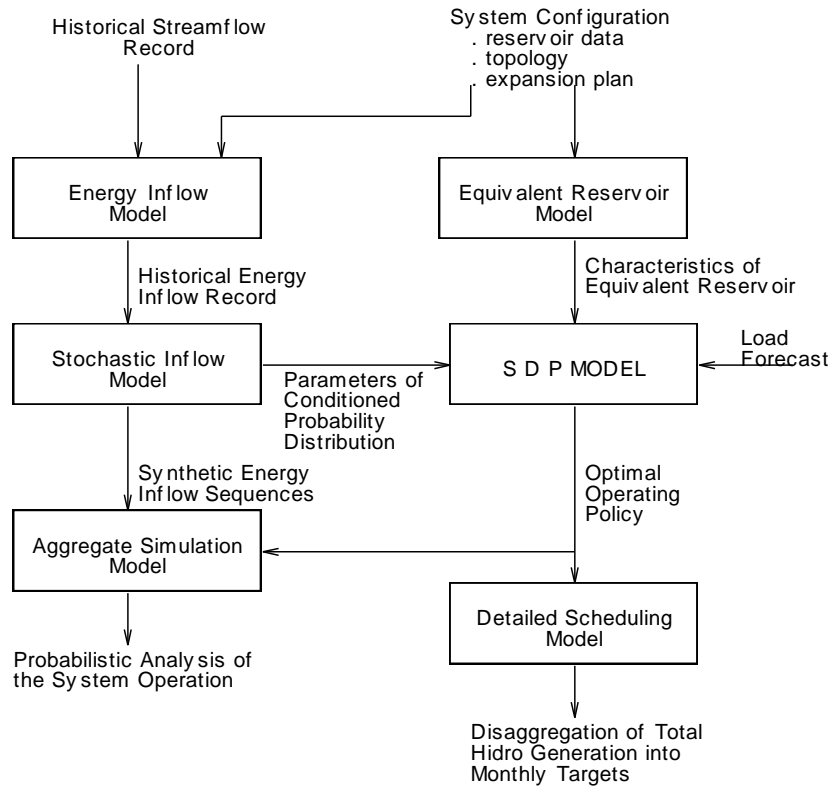 Historical Streamflow
Record
System Configuration
. reservoir data
. topology
. expansion plan
Energy Inflow
Model
Equivalent Reservoir
Model
Historical Energy
Inflow Record
Characteristics of
Equivalent Reservoir
Stochastic Inflow
Model
S D P MODEL
Load
Forecast
Parameters of
Conditioned
Probability
Distribution
Synthetic Energy
Inflow Sequences
Optimal
Operating
Policy
Aggregate Simulation
Model
Detailed Scheduling
Model
Probabilistic Analysis of
the System Operation
Disaggregation of Total
Hidro Generation into
Monthly Targets